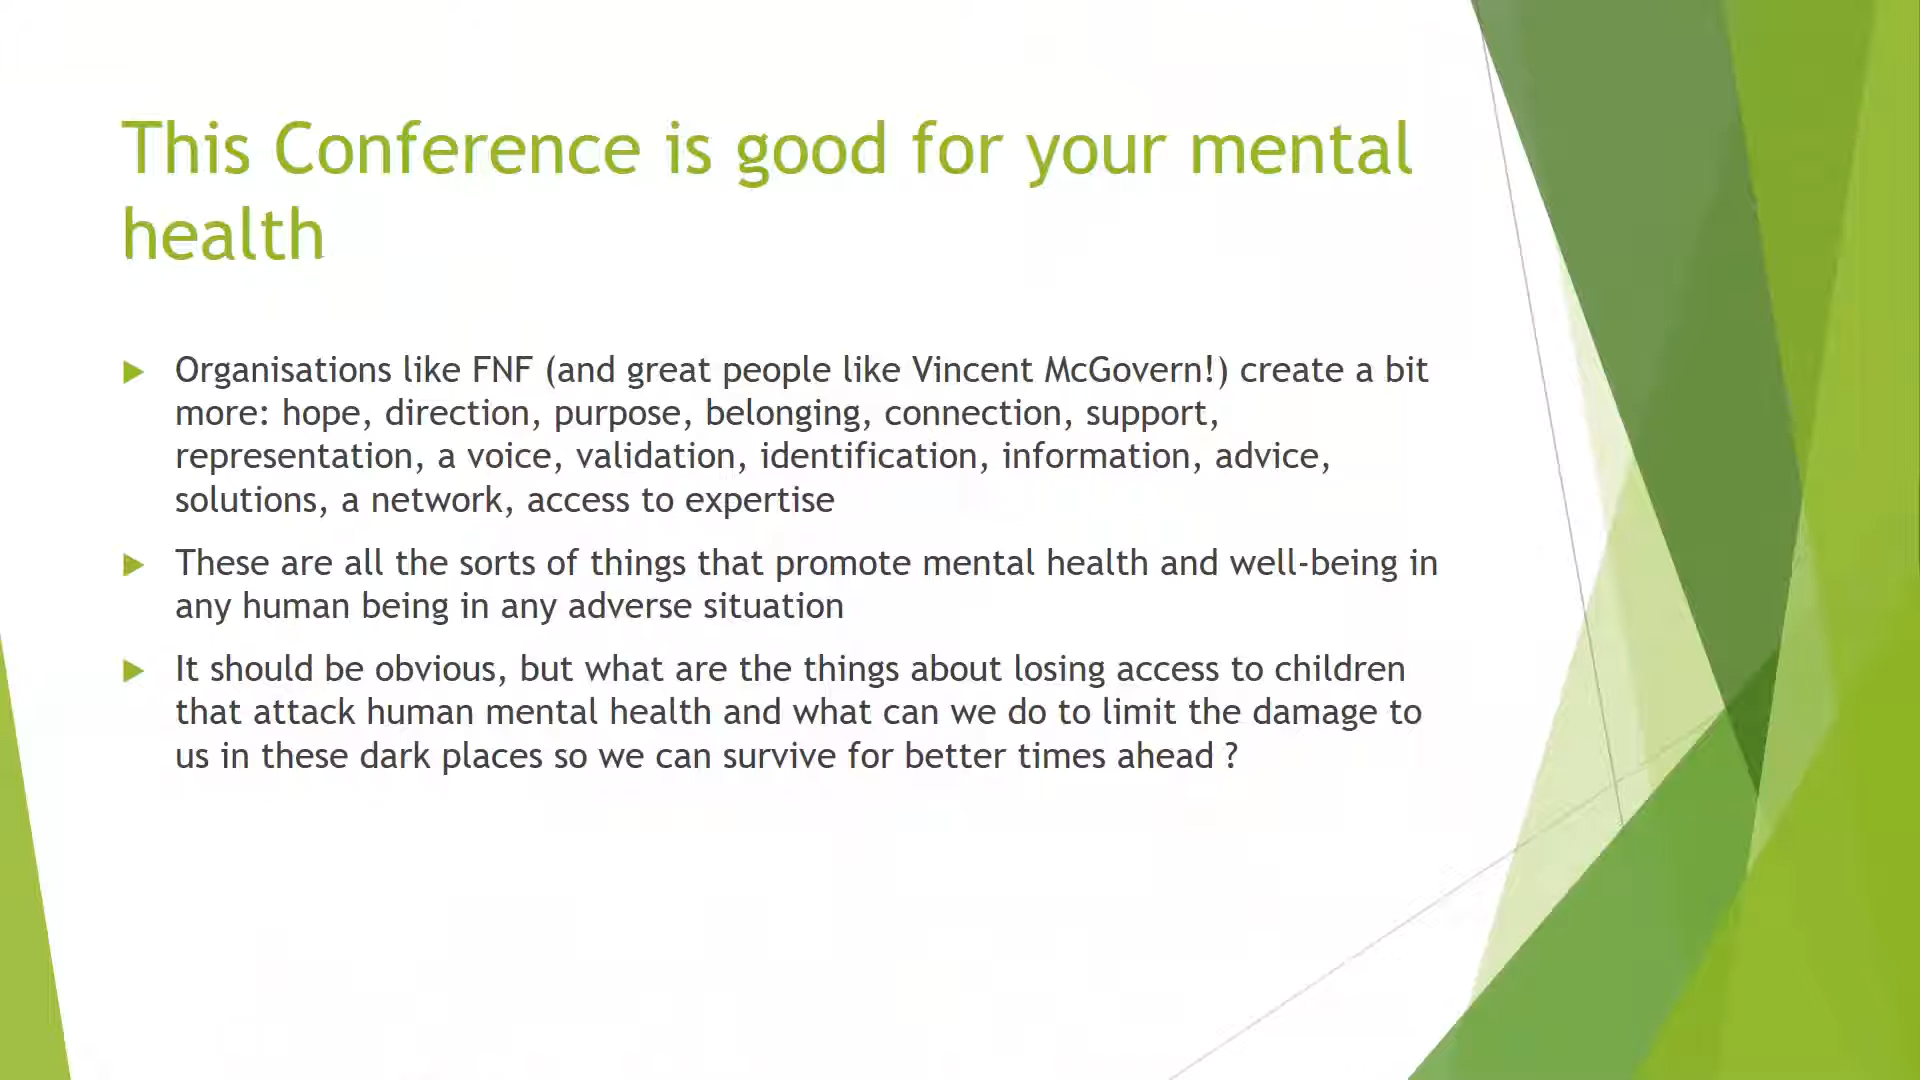 This Conference is good for your mental
health
Organisations like FNF (and great people like Vincent McGovern!) create a bit
more: hope, direction, purpose, belonging, connection, support,
representation, a voice, validation, identification, information, advice,
solutions, a network, access to expertise
These are all the sorts of things that promote mental health and well-being in
any human being in any adverse situation
It should be obvious, but what are the things about losing access to children
that attack human mental health and what can we do to limit the damage to
us in these dark places so we can survive for better times ahead ?